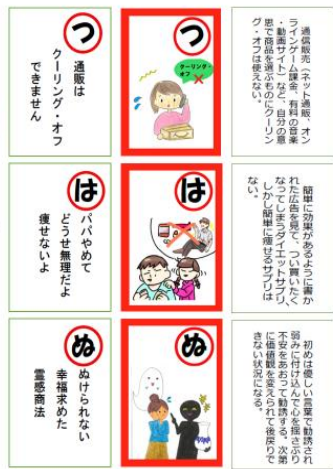 つ
通販は
クーリング・オフ
できません
つ
クーリング・
オフ
通信販売（ネット通販、オン
ラインゲーム課金、有料の音楽
・動画サイト）など、自分の意
思で商品を選ぶものにクーリン
グ・オフは使えない。
は
パパやめて
どうせ無理だよ
痩せないよ
は
簡単に効果があるように書か
れた広告を見て、つい買いたく
なってしまうダイエットサプリ、
しかし簡単に痩せるサプリは
ない。
ぬ
ぬけられない
幸福求めた
霊感商法
ぬ
初めは優しい言葉で勧誘され
弱みに付け込んで心を揺さぶり
不安をあおって勧誘する。次第
に価値観を変えられて後戻りで
きない状況になる。